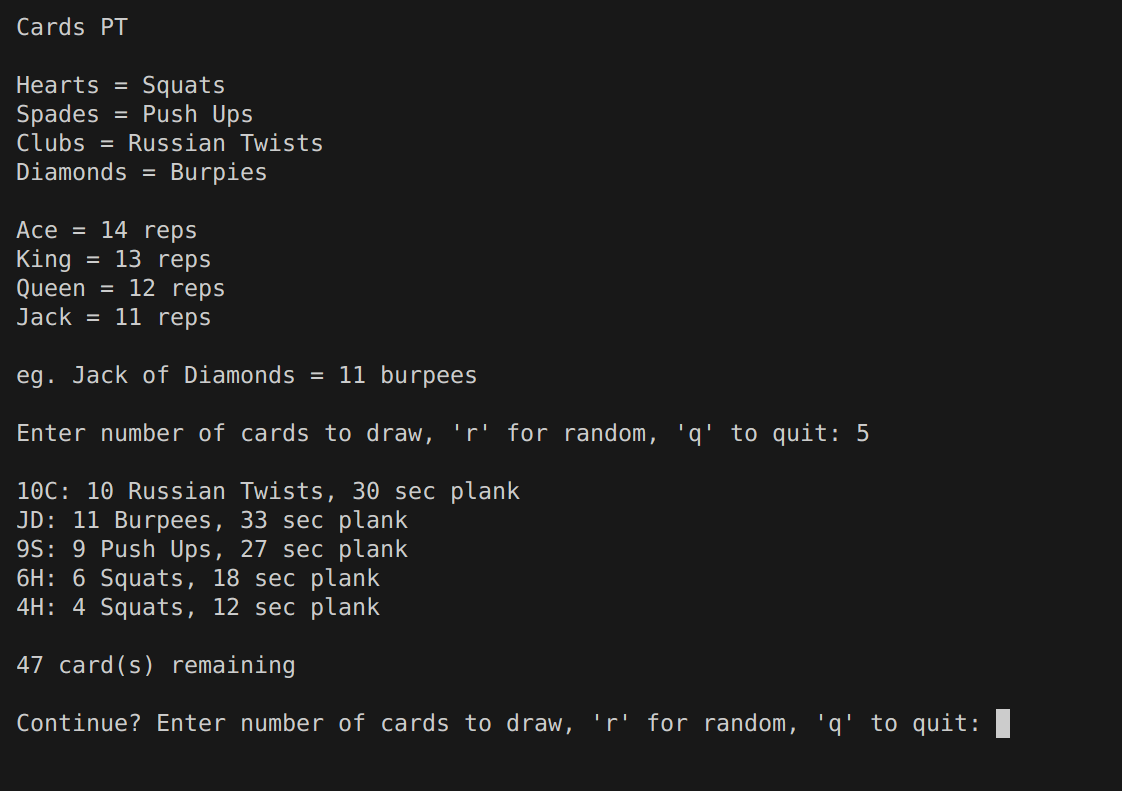 Cards PT
Hearts = Squats
Spades = Push Ups
Clubs = Russian Twists
Diamonds = Burpies
Ace = 14 reps
King = 13 reps
Queen = 12 reps
Jack = 11 reps
eg. Jack of Diamonds = 11 burpees
Enter number of cards to draw, 'r' for random, 'q' to quit: 5
10C: 10 Russian Twists, 30 sec plank
JD: 11 Burpees, 33 sec plank
9S: 9 Push Ups, 27 sec plank
6H: 6 Squats, 18 sec plank
4H: 4 Squats, 12 sec plank
47 card(s) remaining
Continue? Enter number of cards to draw, 'r' for random, 'q' to quit: